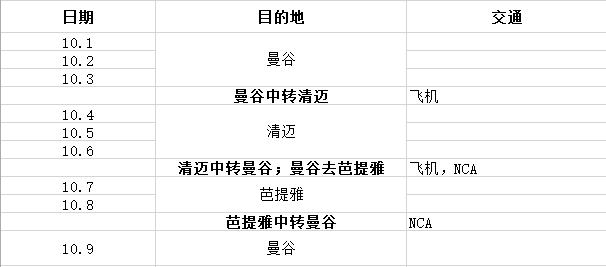 日期 目的地 交通
10.1
10.2 曼谷
10.3
曼谷中转清迈 飞机
10.4
10.5 清迈
10.6
清迈中转曼谷；曼谷去芭提雅 飞机，NCA
10.7
芭提雅
10.8
芭提雅中转曼谷 NCA
10.9 曼谷